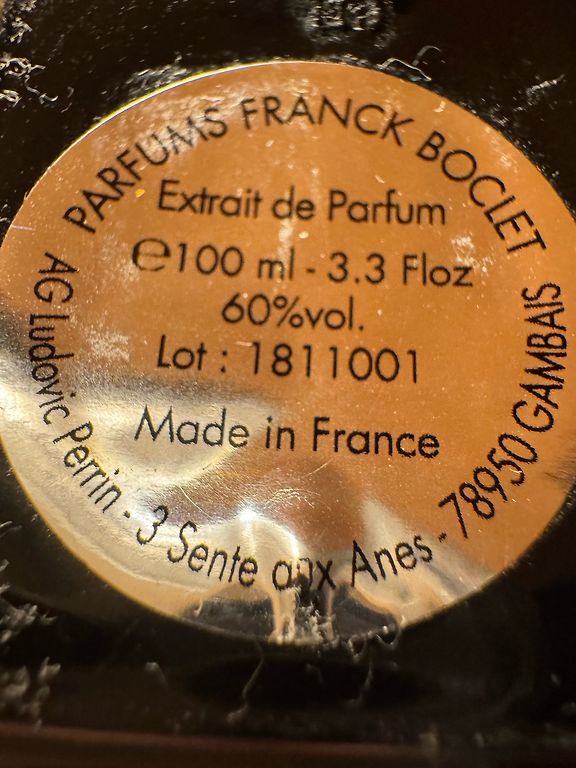 PARFUMS FRANCK BOCLET
Extrait de Parfum
℮100 ml - 3.3 Floz
60%vol.
Lot : 1811001
Made in France
AG Ludovic Perrin - 3 Sente aux Anes - 78950 GAMBAIS